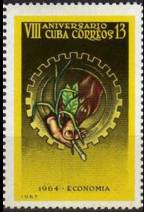 VIII ANIVERSARIO 13
CUBA CORREOS
1964 - ECONOMIA
1967